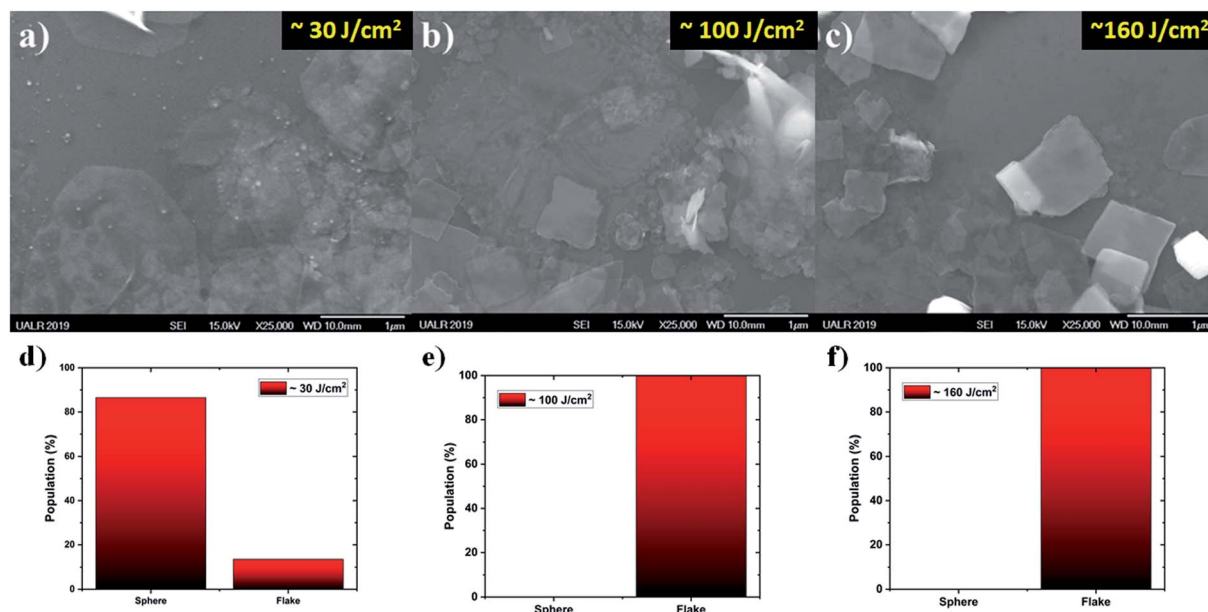 a)
~ 30 J/cm²
b)
~ 100 J/cm²
c)
~160 J/cm²
UALR 2019 SEI 15.0kV X25,000 WD 10.0mm 1μm
UALR 2019 SEI 15.0kV X25,000 WD 10.0mm 1μm
SEI 15.0kV X25,000 WD 10.0mm 1μm
d)
100
80
60
40
20
0
Population (%)
~ 30 J/cm²
Sphere Flake
e)
100
80
60
40
20
0
Population (%)
~ 100 J/cm²
Sphere Flake
f)
100
80
60
40
20
0
Population (%)
~ 160 J/cm²
Sphere Flake